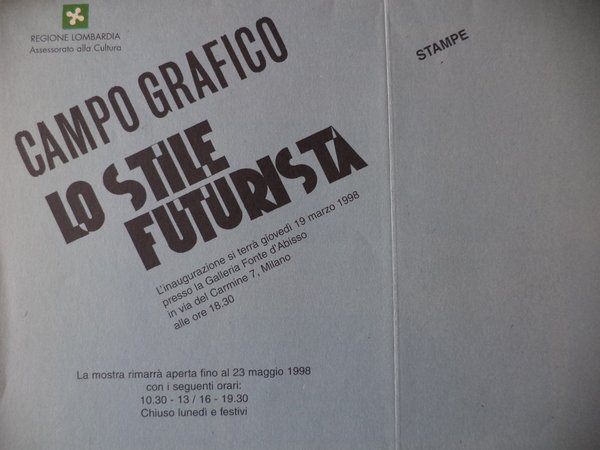 REGIONE LOMBARDIA
Assessorato alla Cultura
CAMPO GRAFICO
LO STILE
FUTURISTA
L'inaugurazione si terrà giovedì 19 marzo 1998
presso la Galleria Fonte d'Abisso
in via del Carmine 7, Milano
alle ore 18.30
La mostra rimarrà aperta fino al 23 maggio 1998
con i seguenti orari:
10.30 - 13 / 16 - 19.30
Chiuso lunedì e festivi
STAMPE